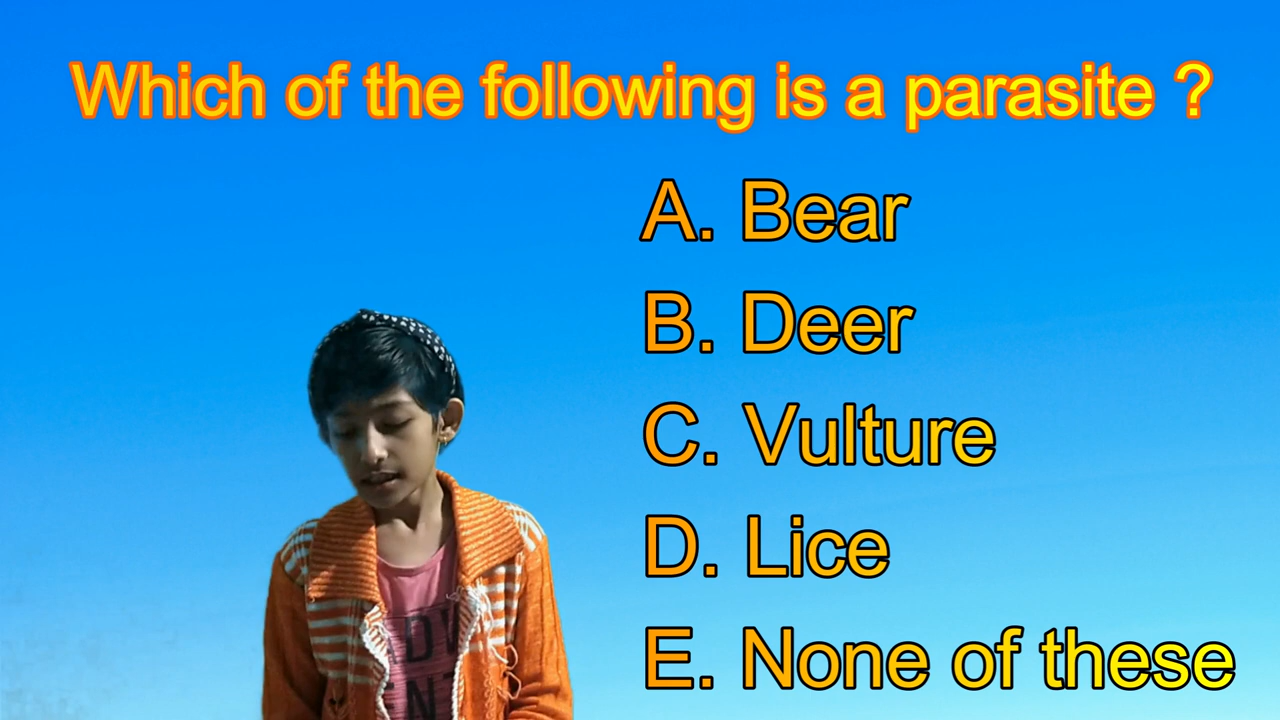 Which of the following is a parasite ?
A. Bear
B. Deer
C. Vulture
D. Lice
E. None of these